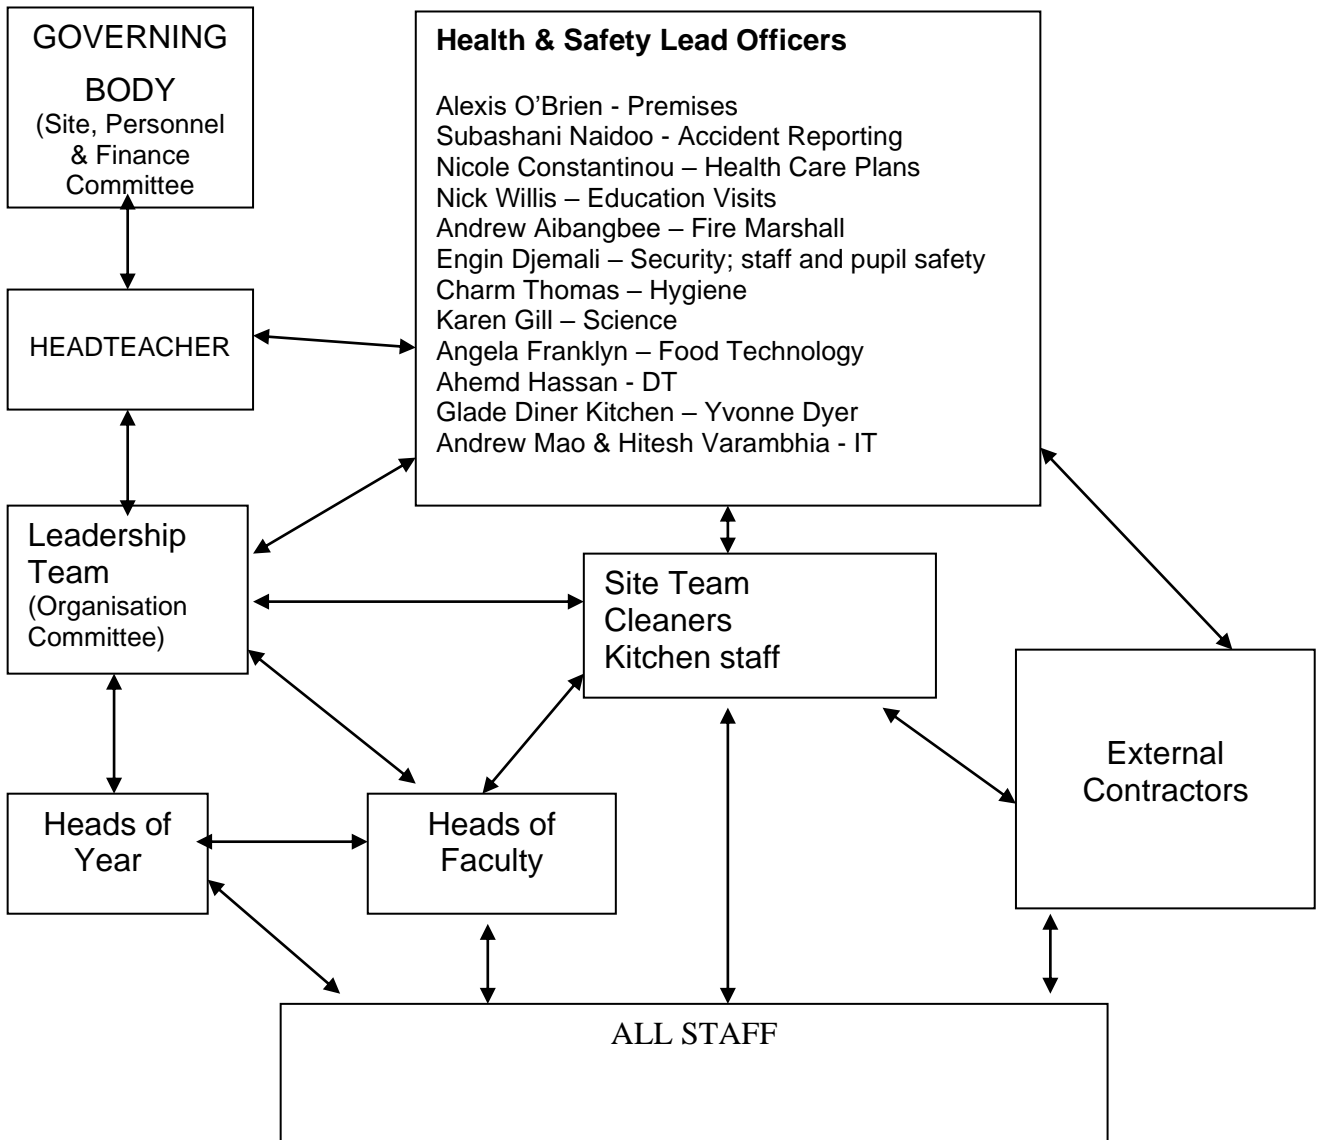 GOVERNING
BODY
(Site, Personnel
& Finance
Committee
Health & Safety Lead Officers
Alexis O’Brien - Premises
Subashani Naidoo - Accident Reporting
Nicole Constantinou – Health Care Plans
Nick Willis – Education Visits
Andrew Aibangbee – Fire Marshall
Engin Djemali – Security; staff and pupil safety
Charm Thomas – Hygiene
Karen Gill – Science
Angela Franklyn – Food Technology
Ahemd Hassan - DT
Glade Diner Kitchen – Yvonne Dyer
Andrew Mao & Hitesh Varambhia - IT
HEADTEACHER
Leadership
Team
(Organisation
Committee)
Site Team
Cleaners
Kitchen staff
External
Contractors
Heads of
Year
Heads of
Faculty
ALL STAFF